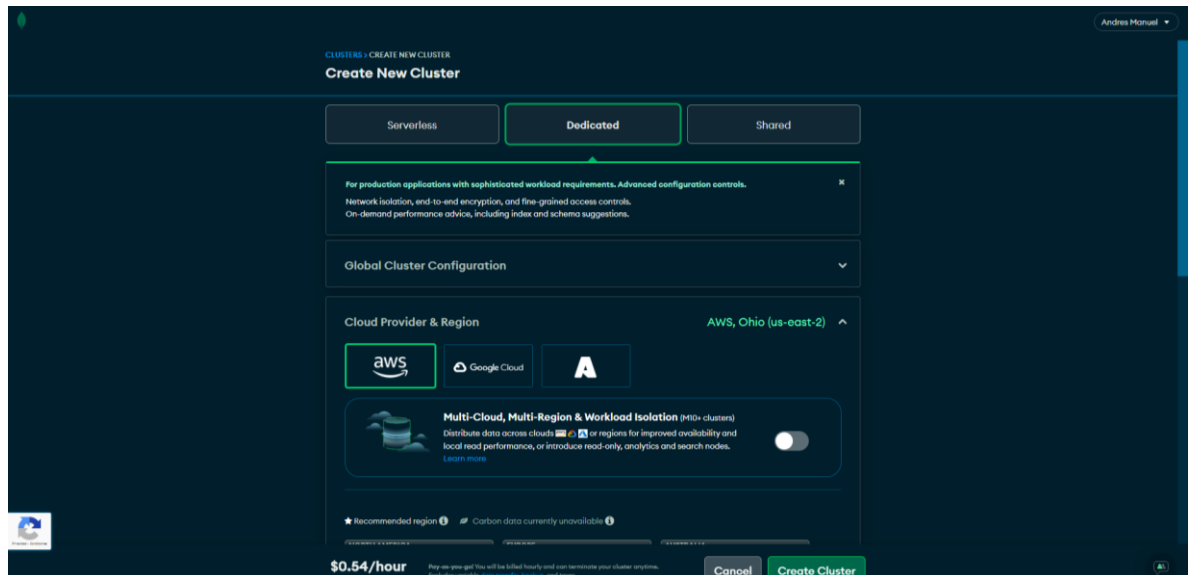 Andres Manuel
CLUSTERS > CREATE NEW CLUSTER
Create New Cluster
Serverless
Dedicated
Shared
For production applications with sophisticated workload requirements. Advanced configuration controls.
Network isolation, end-to-end encryption, and fine-grained access controls.
On-demand performance advice, including index and schema suggestions.
Global Cluster Configuration
Cloud Provider & Region
AWS, Ohio (us-east-2)
aws
Google Cloud
Multi-Cloud, Multi-Region & Workload Isolation (M10+ clusters)
Distribute data across clouds or regions for improved availability and
local read performance, or introduce read-only, analytics and search nodes.
Learn more
Recommended region
Carbon data currently unavailable
$0.54/hour
Pay-as-you-go! You will be billed hourly and can terminate your cluster anytime.
Cancel
Create Cluster